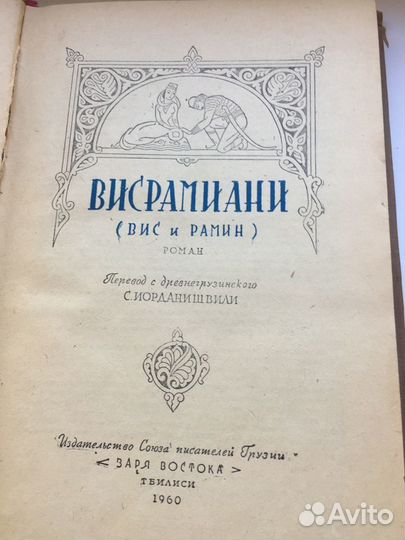 ВИСРАМИАНИ
(ВИС и РАМИН)
РОМАН
Перевод с древнегрузинского
С. ИОРДАНИШВИЛИ
Издательство Союза писателей Грузии
< ЗАРЯ ВОСТОКА >
ТБИЛИСИ
1960
Avito